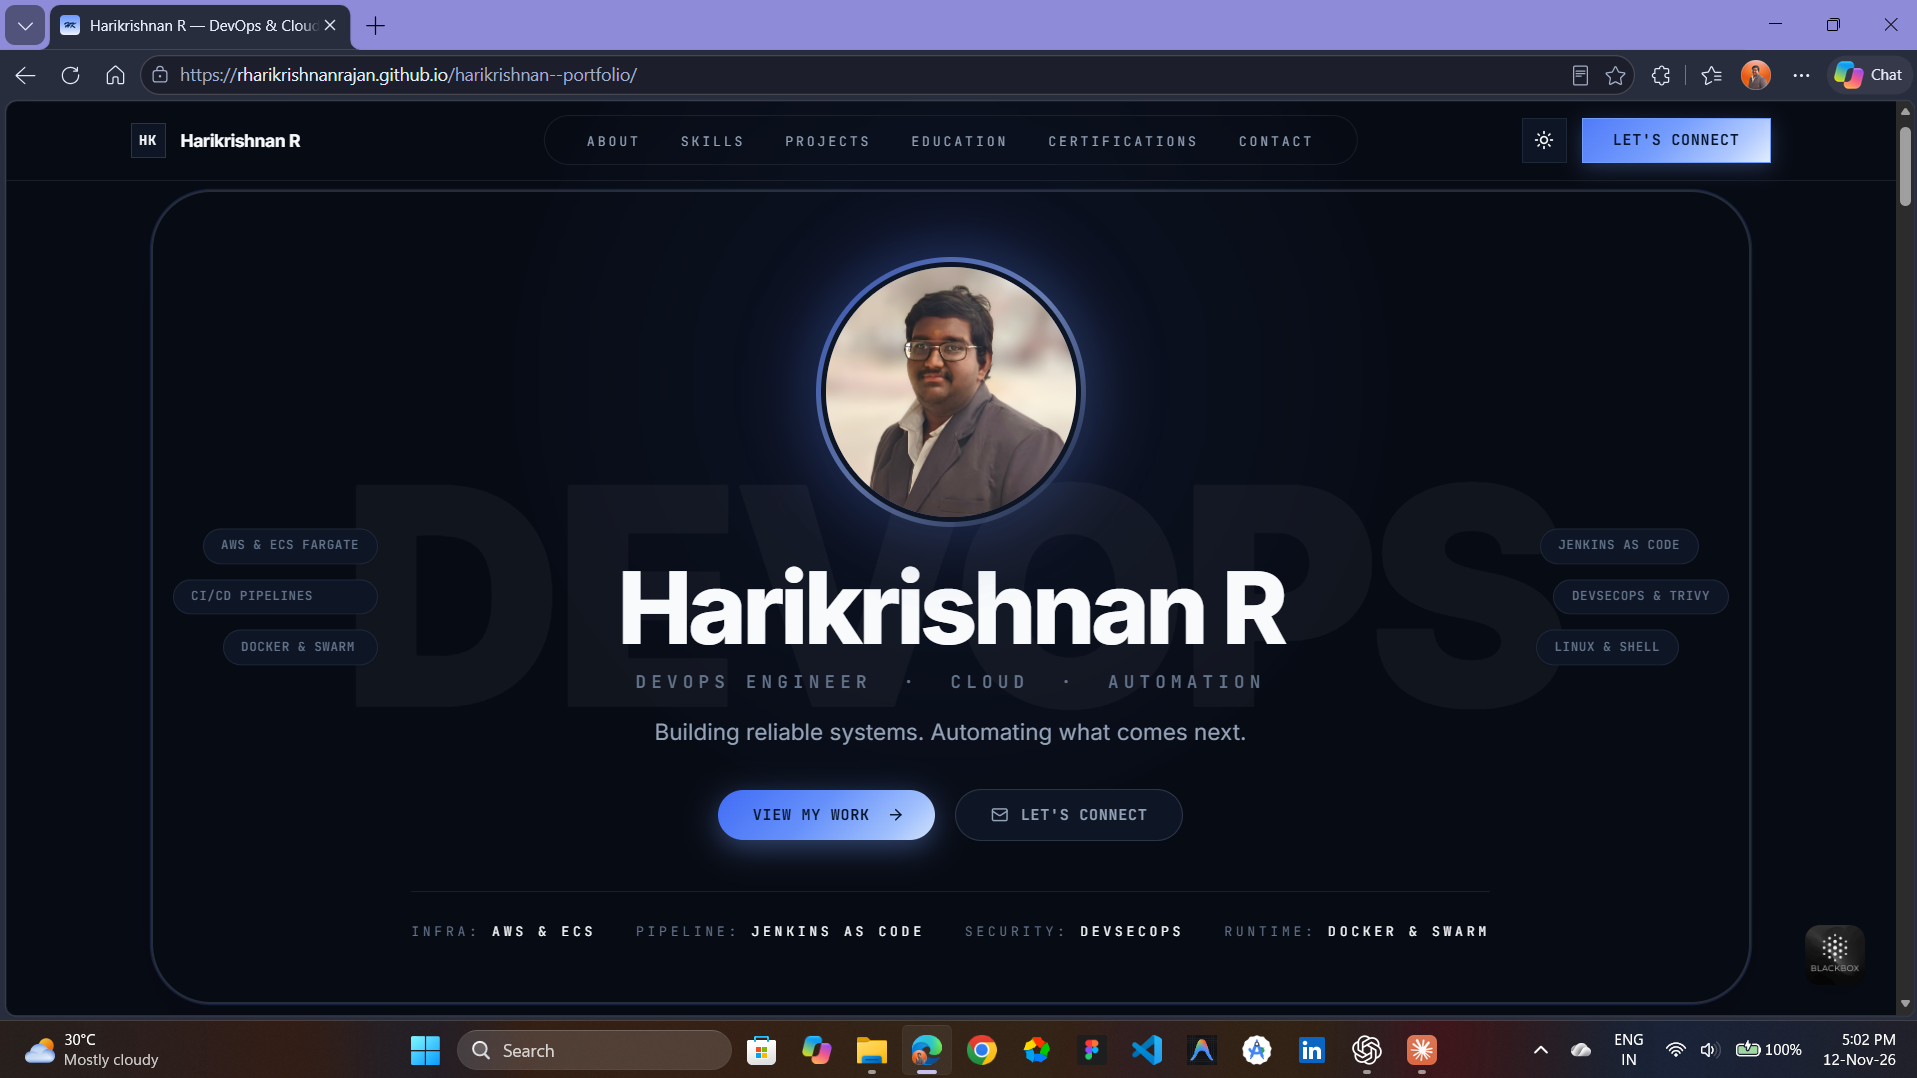 Harikrishnan R — DevOps & Cloud
https://rharikrishnanrajan.github.io/harikrishnan--portfolio/
Chat
HK
Harikrishnan R
ABOUT
SKILLS
PROJECTS
EDUCATION
CERTIFICATIONS
CONTACT
LET'S CONNECT
DEVOPS
AWS & ECS FARGATE
CI/CD PIPELINES
DOCKER & SWARM
JENKINS AS CODE
DEVSECOPS & TRIVY
LINUX & SHELL
Harikrishnan R
DEVOPS ENGINEER · CLOUD · AUTOMATION
Building reliable systems. Automating what comes next.
VIEW MY WORK →
LET'S CONNECT
INFRA: AWS & ECS
PIPELINE: JENKINS AS CODE
SECURITY: DEVSECOPS
RUNTIME: DOCKER & SWARM
BLACKBOX
30°C
Mostly cloudy
Search
ENG
IN
100%
5:02 PM
12-Nov-26